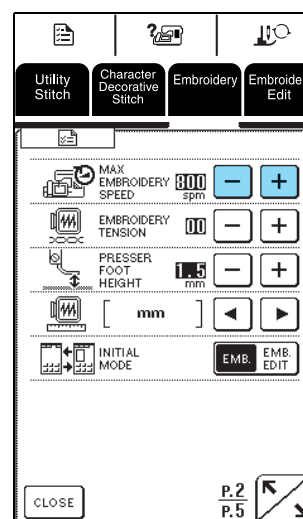 ?
Utility
Stitch
Character
Decorative
Stitch
Embroidery
Embroide
Edit
MAX
EMBROIDERY
SPEED
800
spm
− +
EMBROIDERY
TENSION
00
− +
PRESSER
FOOT
HEIGHT
1.5
mm
− +
[ mm ]
INITIAL
MODE
EMB.
EMB.
EDIT
CLOSE
P.2
P.5